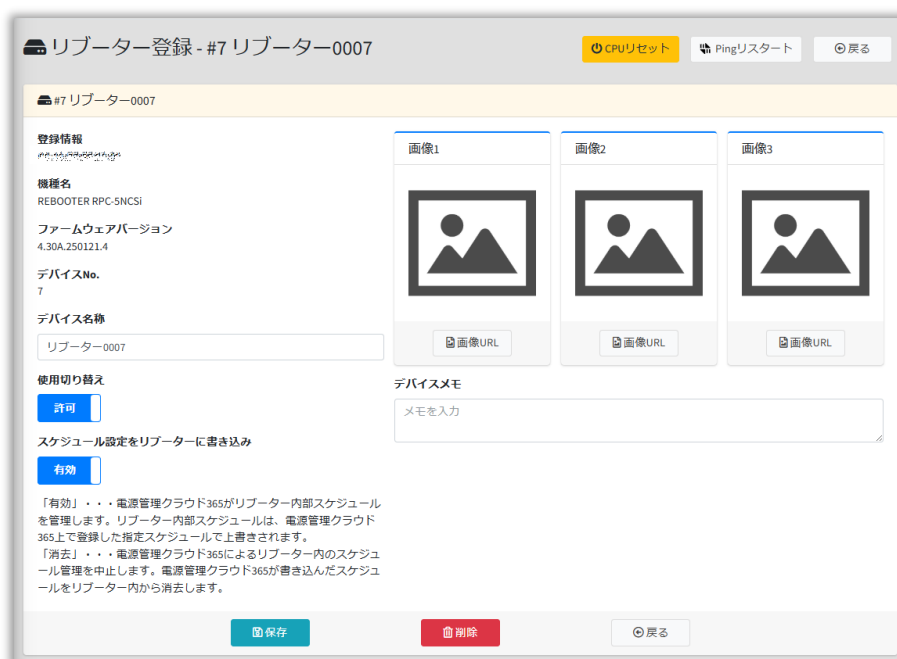 リブーター登録 - #7 リブーター0007
CPUリセット
Pingリスタート
戻る
#7 リブーター0007
登録情報
機種名
REBOOTER RPC-5NCSi
ファームウェアバージョン
4.30A.250121.4
デバイスNo.
7
デバイス名称
リブーター0007
使用切り替え
許可
スケジュール設定をリブーターに書き込み
有効
「有効」・・・電源管理クラウド365がリブーター内部スケジュール
を管理します。リブーター内部スケジュールは、電源管理クラウド
365上で登録した指定スケジュールで上書きされます。
「消去」・・・電源管理クラウド365によるリブーター内のスケジュ
ール管理を中止します。電源管理クラウド365が書き込んだスケジュ
ールをリブーター内から消去します。
画像1
画像2
画像3
画像URL
画像URL
画像URL
デバイスメモ
メモを入力
保存
削除
戻る